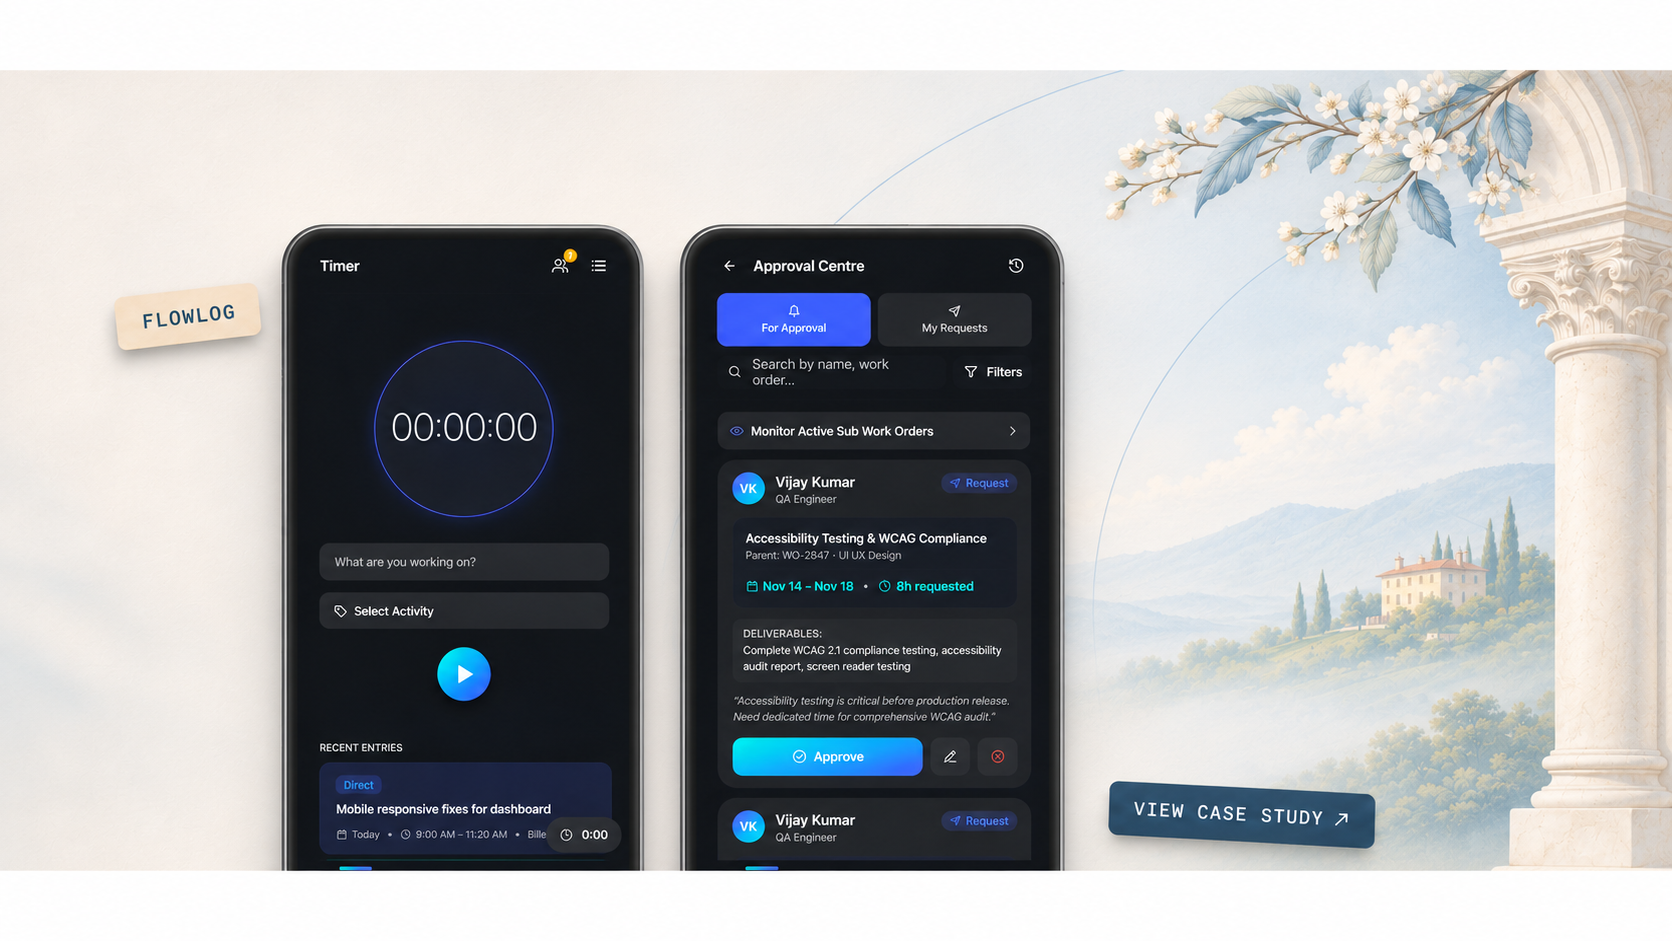 FLOWLOG
Timer
7
00:00:00
What are you working on?
Select Activity
RECENT ENTRIES
Direct
Mobile responsive fixes for dashboard
Today • 9:00 AM – 11:20 AM • Bille
0:00
Approval Centre
For Approval
My Requests
Search by name, work
order...
Filters
Monitor Active Sub Work Orders
VK
Vijay Kumar
Request
QA Engineer
Accessibility Testing & WCAG Compliance
Parent: WO-2847 · UI UX Design
Nov 14 – Nov 18 • 8h requested
DELIVERABLES:
Complete WCAG 2.1 compliance testing, accessibility
audit report, screen reader testing
"Accessibility testing is critical before production release.
Need dedicated time for comprehensive WCAG audit."
Approve
VK
Vijay Kumar
Request
QA Engineer
VIEW CASE STUDY ↗